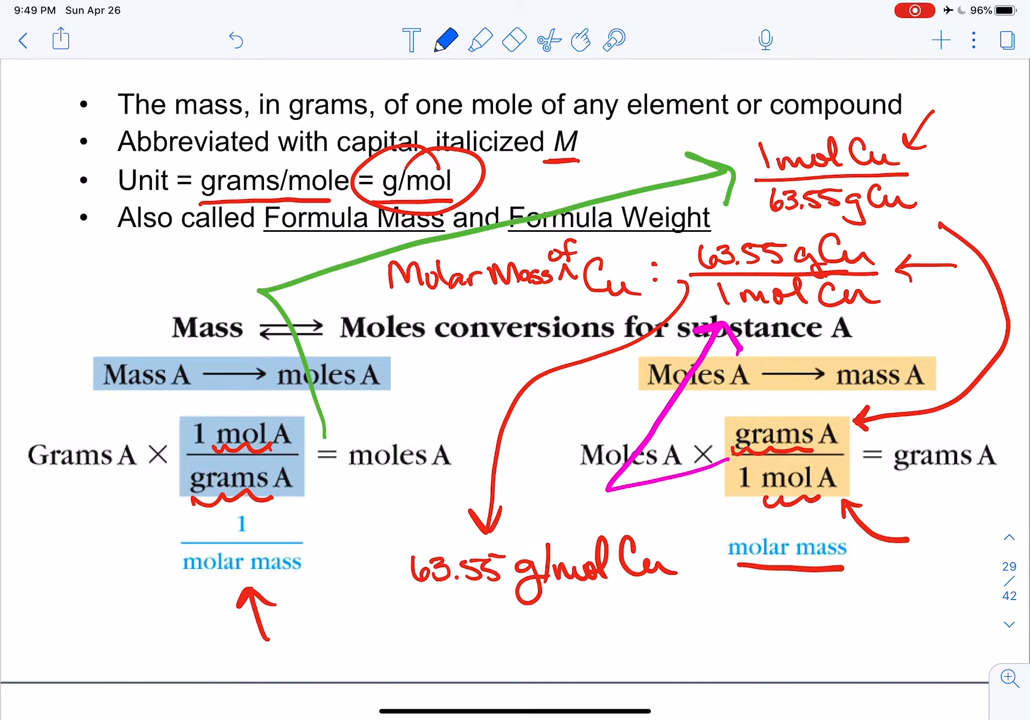 9:49 PM Sun Apr 26
96%
• The mass, in grams, of one mole of any element or compound
• Abbreviated with capital, italicized M
• Unit = grams/mole = g/mol
• Also called Formula Mass and Formula Weight
1 mol Cu
63.55 g Cu
Molar Mass of Cu : 63.55 g Cu
1 mol Cu
Mass ⇌ Moles conversions for substance A
Mass A ⟶ moles A
Moles A ⟶ mass A
Grams A × 1 mol A = moles A
grams A
1
molar mass
Moles A × grams A = grams A
1 mol A
molar mass
63.55 g/mol Cu
29
/
42